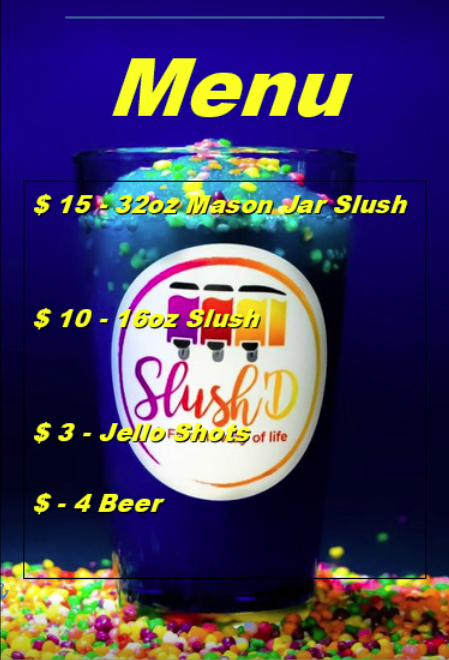 Menu
$ 15 - 32oz Mason Jar Slush
$ 10 - 16oz Slush
Slush'D
$ 3 - Jello Shots
of life
$ - 4 Beer